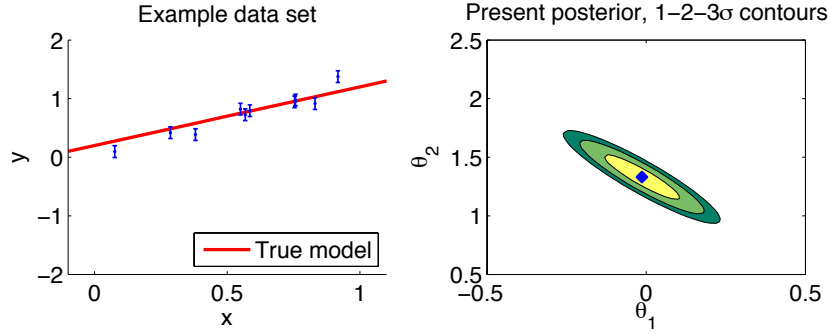 Example data set
2
1
0
−1
−2
y
0
0.5
1
x
True model
Present posterior, 1−2−3σ contours
2.5
2
1.5
1
0.5
θ2
−0.5
0
0.5
θ1